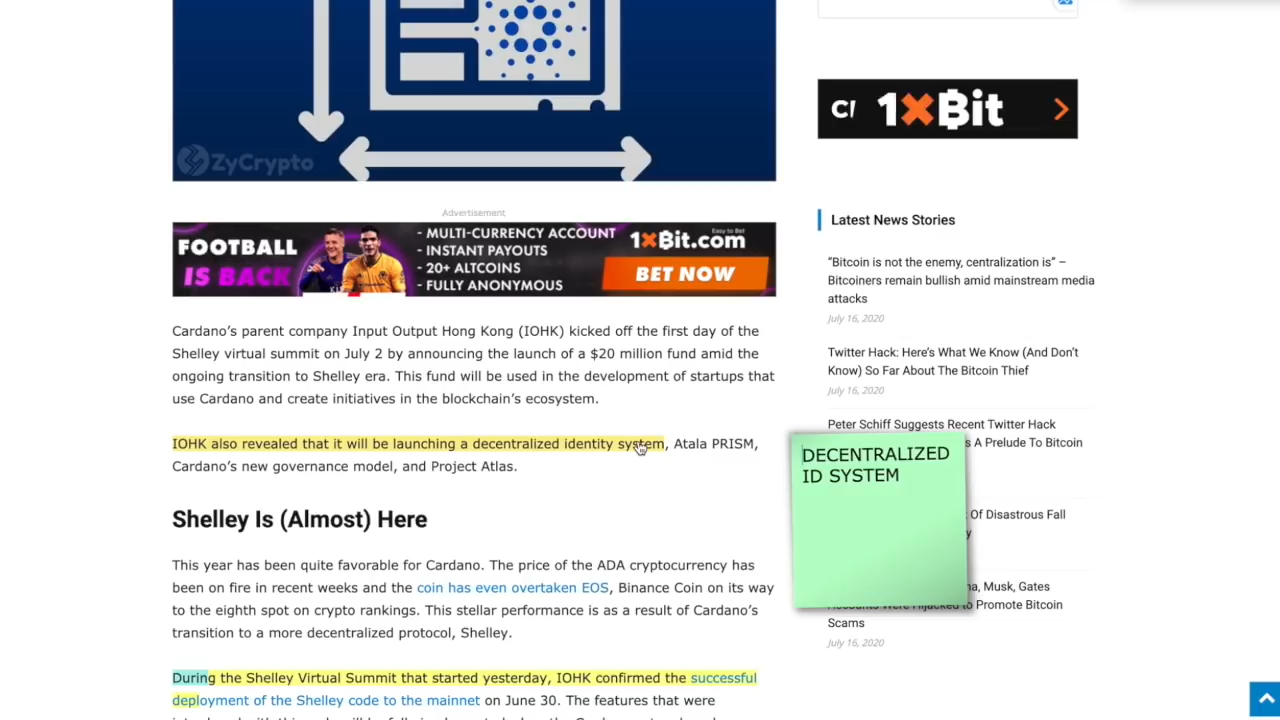 ZyCrypto
Advertisement
FOOTBALL
IS BACK
- MULTI-CURRENCY ACCOUNT
- INSTANT PAYOUTS
- 20+ ALTCOINS
- FULLY ANONYMOUS
Easy to Bet
1xBit.com
BET NOW
Cardano's parent company Input Output Hong Kong (IOHK) kicked off the first day of the
Shelley virtual summit on July 2 by announcing the launch of a $20 million fund amid the
ongoing transition to Shelley era. This fund will be used in the development of startups that
use Cardano and create initiatives in the blockchain's ecosystem.
IOHK also revealed that it will be launching a decentralized identity system, Atala PRISM,
Cardano's new governance model, and Project Atlas.
Shelley Is (Almost) Here
This year has been quite favorable for Cardano. The price of the ADA cryptocurrency has
been on fire in recent weeks and the coin has even overtaken EOS, Binance Coin on its way
to the eighth spot on crypto rankings. This stellar performance is as a result of Cardano's
transition to a more decentralized protocol, Shelley.
During the Shelley Virtual Summit that started yesterday, IOHK confirmed the successful
deployment of the Shelley code to the mainnet on June 30. The features that were
1xBit
Latest News Stories
“Bitcoin is not the enemy, centralization is” –
Bitcoiners remain bullish amid mainstream media
attacks
July 16, 2020
Twitter Hack: Here's What We Know (And Don't
Know) So Far About The Bitcoin Thief
July 16, 2020
Peter Schiff Suggests Recent Twitter Hack
A Prelude To Bitcoin
DECENTRALIZED
ID SYSTEM
Of Disastrous Fall
Musk, Gates
Accounts Were Hijacked to Promote Bitcoin
Scams
July 16, 2020